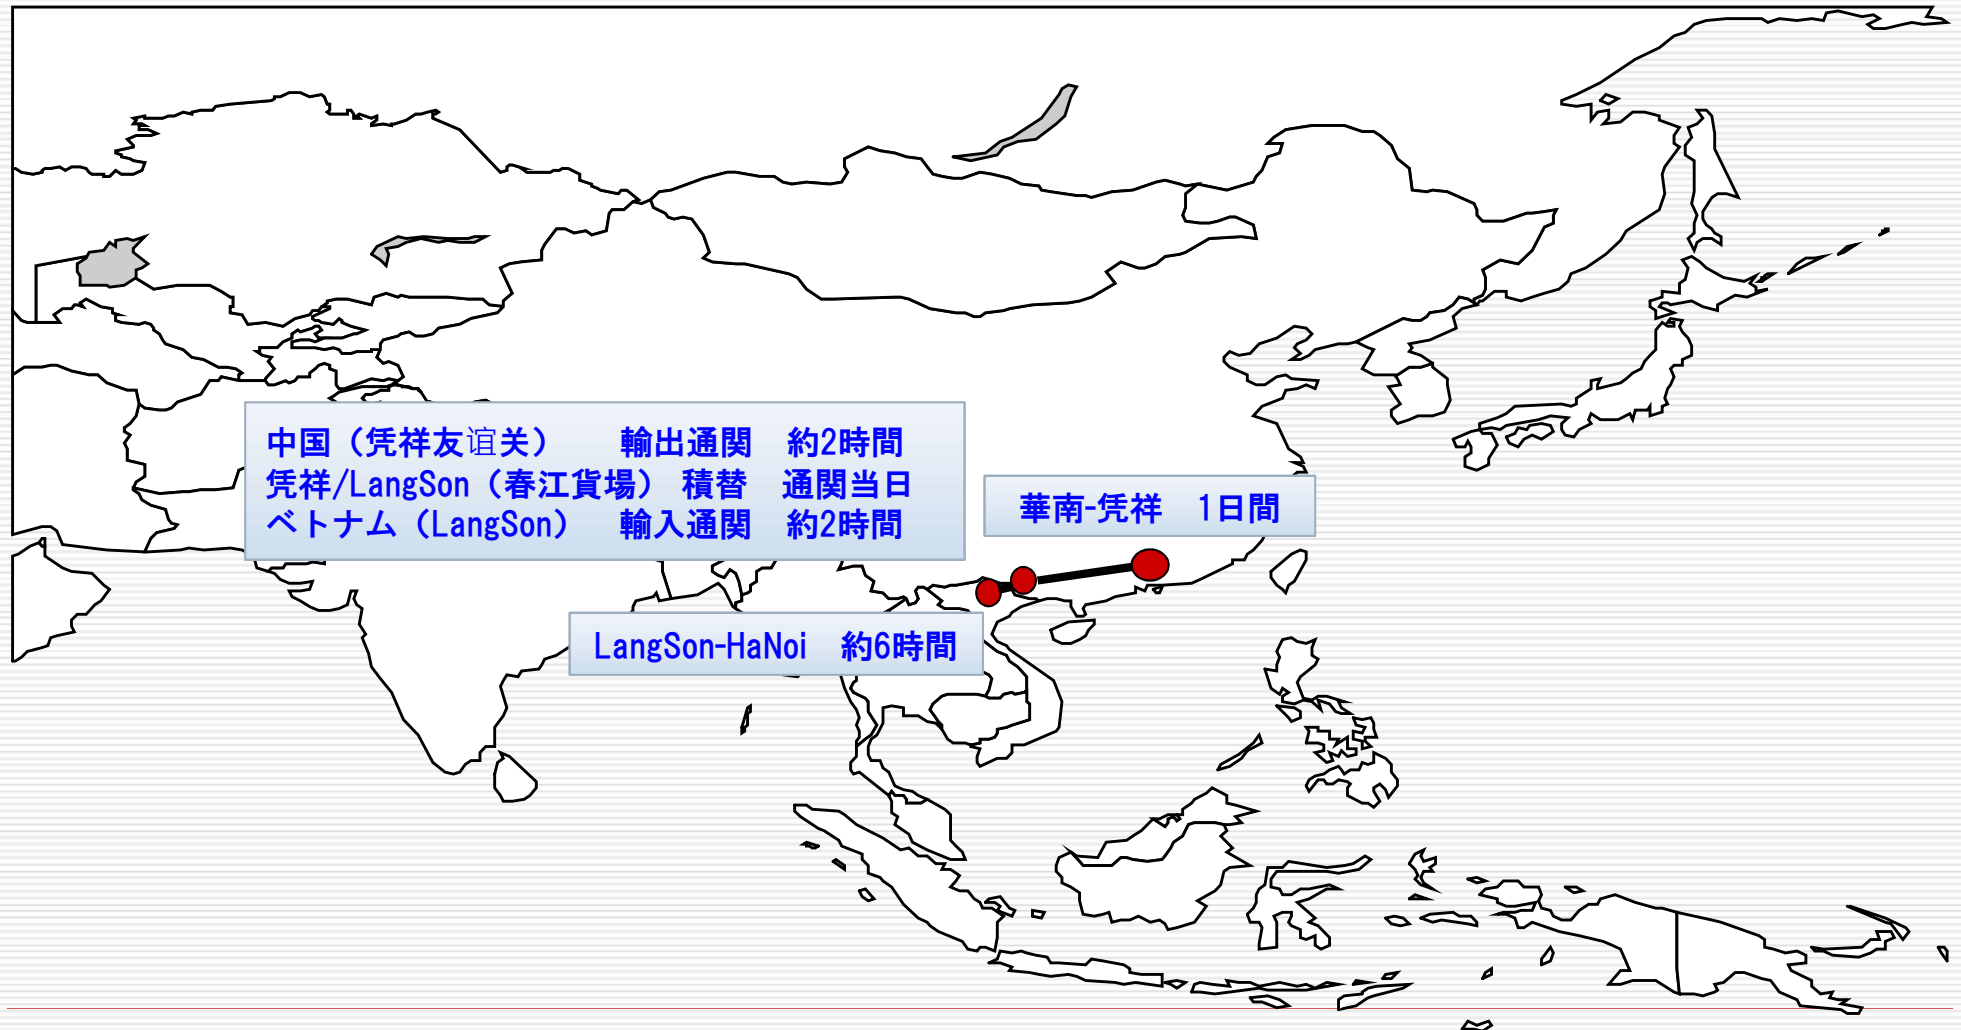 中国（凭祥友谊关）　輸出通関　約2時間
凭祥/LangSon（春江貨場）積替　通関当日
ベトナム（LangSon）　輸入通関　約2時間
華南-凭祥　1日間
LangSon-HaNoi　約6時間